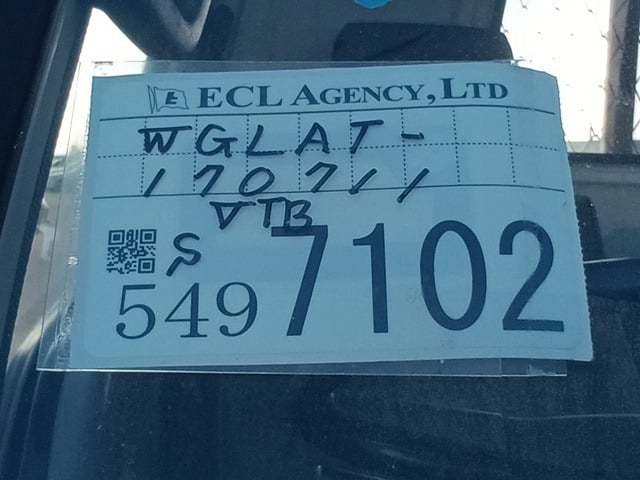 E ECL AGENCY, LTD
WGLAT-
170711
VTB
S
549 7102